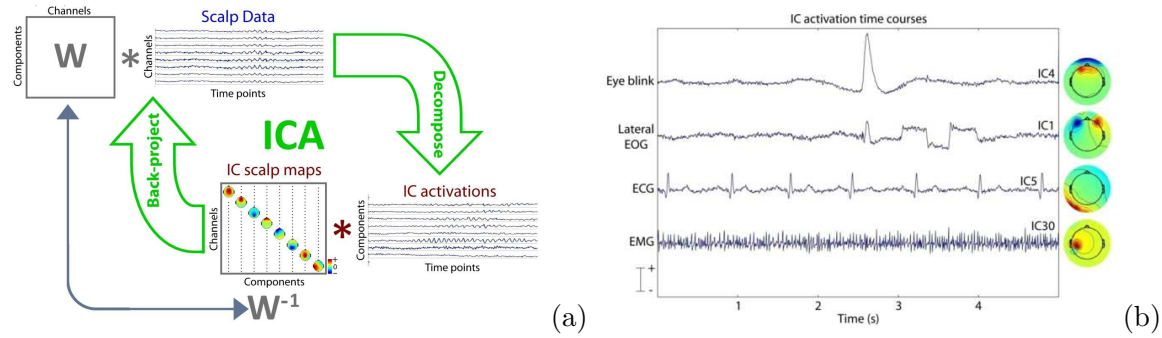 Channels
Components
W
*
Scalp Data
Channels
Time points
Decompose
Back-project
ICA
IC scalp maps
Channels
Components
+
0
-
*
IC activations
Components
Time points
W-1
(a)
IC activation time courses
Eye blink
IC4
Lateral
EOG
IC1
ECG
IC5
EMG
IC30
+
-
1
2
3
4
Time (s)
(b)